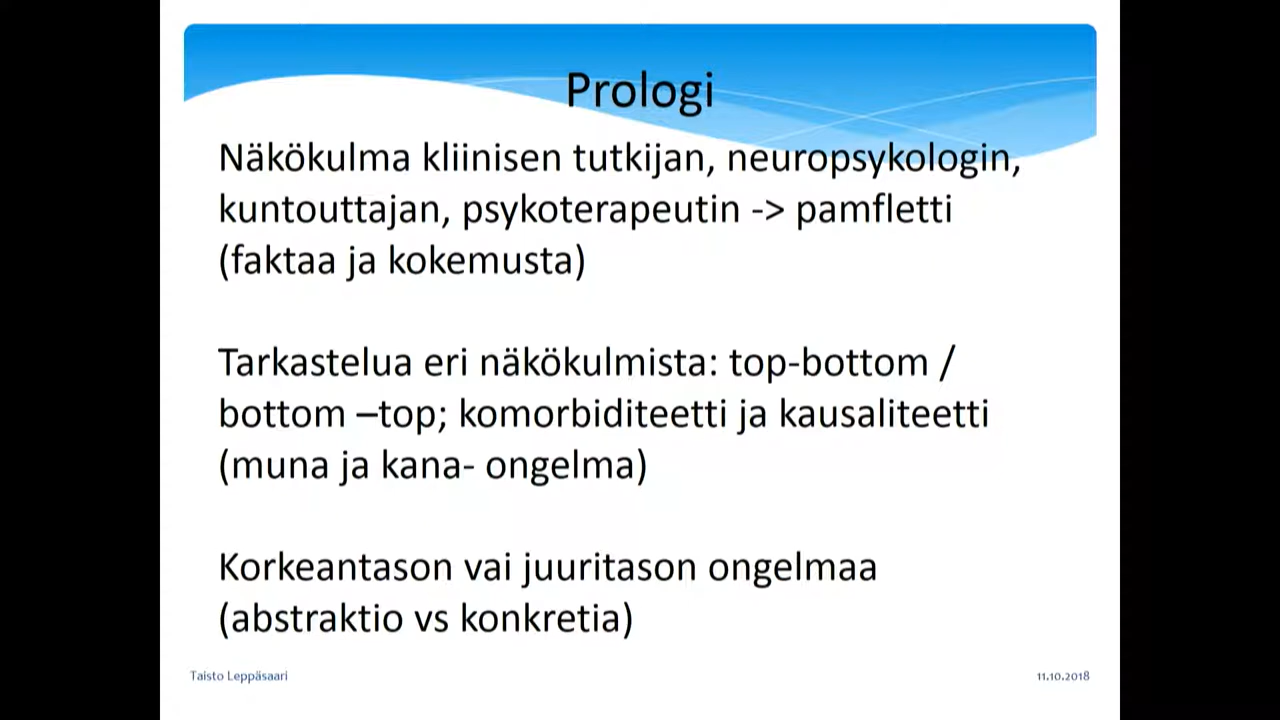 Prologi
Näkökulma kliinisen tutkijan, neuropsykologin,
kuntouttajan, psykoterapeutin -> pamfletti
(faktaa ja kokemusta)
Tarkastelua eri näkökulmista: top-bottom /
bottom –top; komorbiditeetti ja kausaliteetti
(muna ja kana- ongelma)
Korkeantason vai juuritason ongelmaa
(abstraktio vs konkretia)
Taisto Leppäsaari
11.10.2018